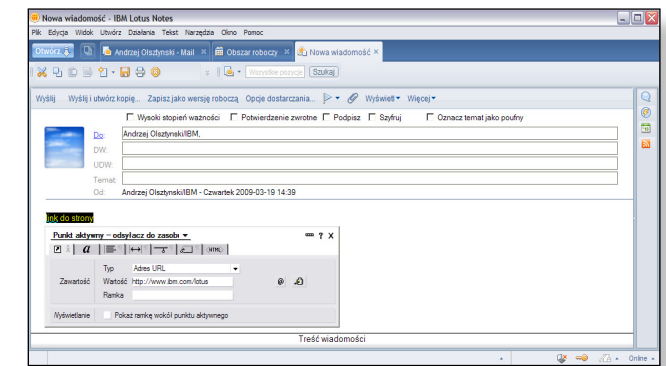 Nowa wiadomość - IBM Lotus Notes
Plik Edycja Widok Utwórz Działania Tekst Narzędzia Okno Pomoc
Otwórz Andrzej Olsztynski - Mail Obszar roboczy Nowa wiadomość
Wszystkie pozycje Szukaj
Wyślij Wyślij i utwórz kopię... Zapisz jako wersję roboczą Opcje dostarczania... Wyświetl Więcej
Wysoki stopień ważności Potwierdzenie zwrotne Podpisz Szyfruj Oznacz temat jako poufny
Do: Andrzej Olsztynski/IBM,
DW:
UDW:
Temat:
Od: Andrzej Olsztynski/IBM - Czwartek 2009-03-19 14:39
link do strony
Punkt aktywny – odsyłacz do zasobu ? X
i a HTML
Typ Adres URL
Zawartość Wartość http://www.ibm.com/lotus @
Ramka
Wyświetlanie Pokaż ramkę wokół punktu aktywnego
Treść wiadomości
Online